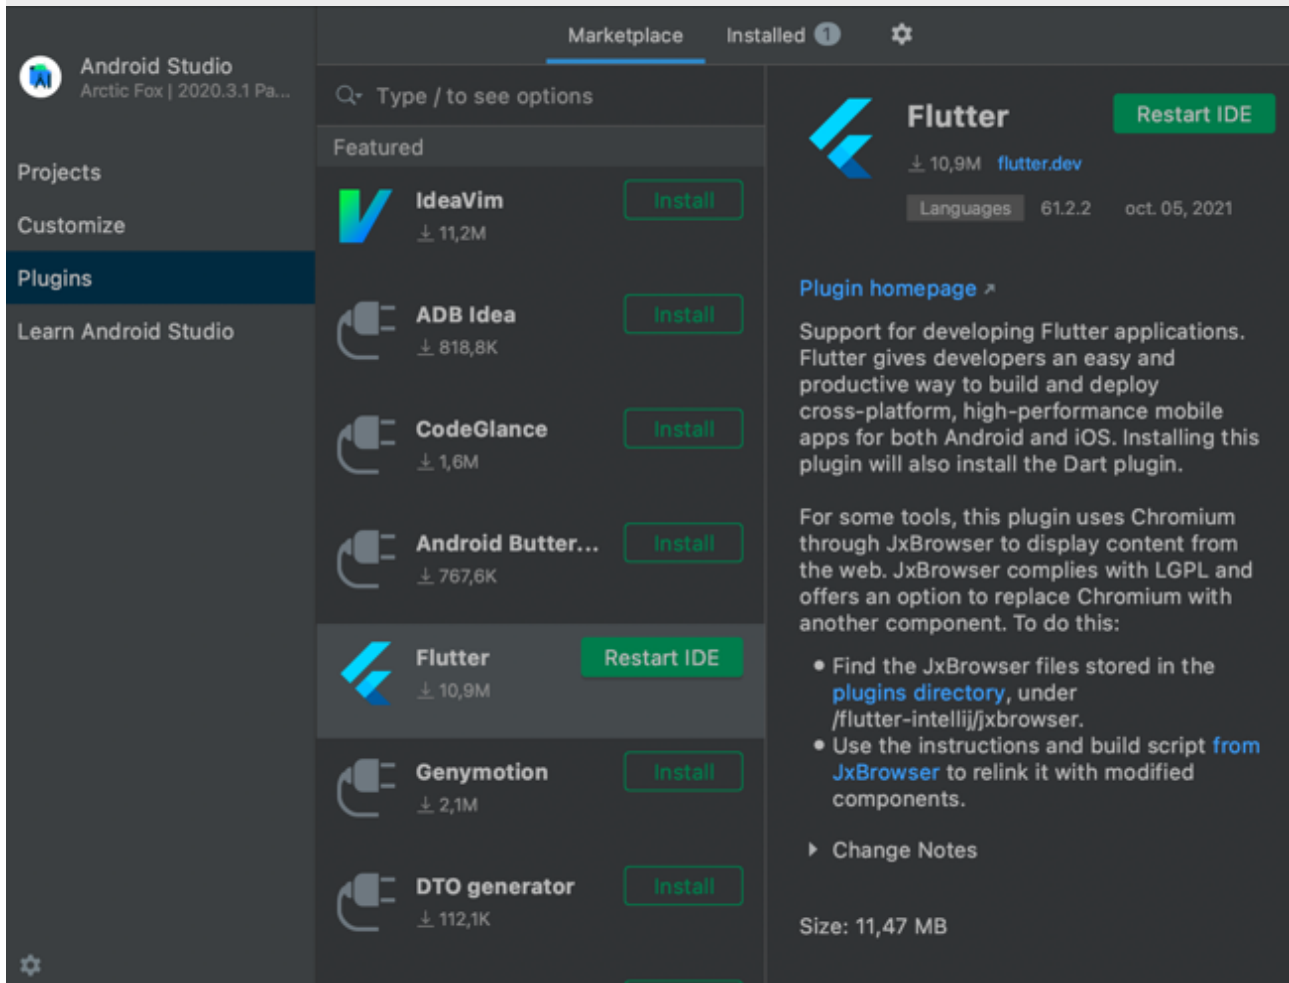 Marketplace
Installed 1
Android Studio
Arctic Fox | 2020.3.1 Pa...
Projects
Customize
Plugins
Learn Android Studio
Type / to see options
Featured
IdeaVim
Install
11,2M
ADB Idea
Install
818,8K
CodeGlance
Install
1,6M
Android Butter...
Install
767,6K
Flutter
Restart IDE
10,9M
Genymotion
Install
2,1M
DTO generator
Install
112,1K
Flutter
Restart IDE
10,9M flutter.dev
Languages 61.2.2 oct. 05, 2021
Plugin homepage
Support for developing Flutter applications.
Flutter gives developers an easy and
productive way to build and deploy
cross-platform, high-performance mobile
apps for both Android and iOS. Installing this
plugin will also install the Dart plugin.
For some tools, this plugin uses Chromium
through JxBrowser to display content from
the web. JxBrowser complies with LGPL and
offers an option to replace Chromium with
another component. To do this:
• Find the JxBrowser files stored in the
plugins directory, under
/flutter-intellij/jxbrowser.
• Use the instructions and build script from
JxBrowser to relink it with modified
components.
Change Notes
Size: 11,47 MB